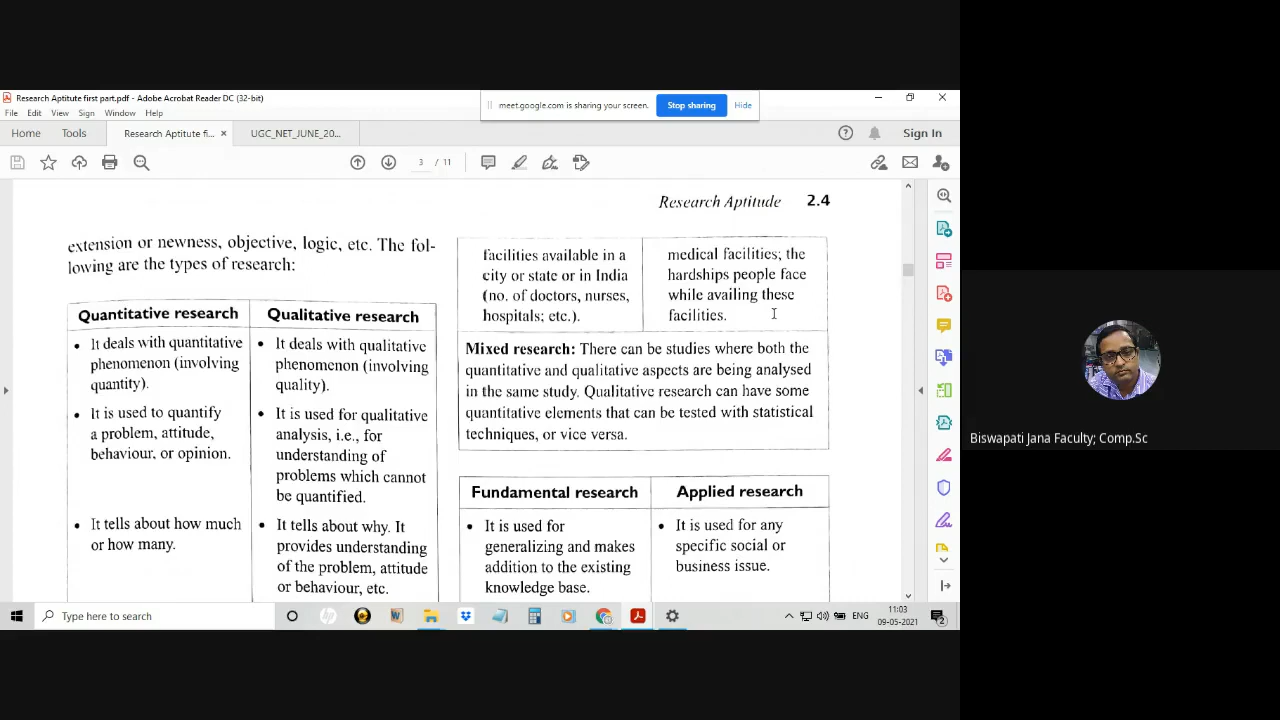 Research Aptitute first part.pdf - Adobe Acrobat Reader DC (32-bit)
meet.google.com is sharing your screen.
Stop sharing
Hide
File Edit View Sign Window Help
Home
Tools
Research Aptitute fi...
UGC_NET_JUNE_20...
Sign In
3 / 11
Research Aptitude 2.4
extension or newness, objective, logic, etc. The fol-
lowing are the types of research:
Quantitative research
Qualitative research
• It deals with quantitative
phenomenon (involving
quantity).
• It deals with qualitative
phenomenon (involving
quality).
• It is used to quantify
a problem, attitude,
behaviour, or opinion.
• It is used for qualitative
analysis, i.e., for
understanding of
problems which cannot
be quantified.
• It tells about how much
or how many.
• It tells about why. It
provides understanding
of the problem, attitude
or behaviour, etc.
facilities available in a
city or state or in India
(no. of doctors, nurses,
hospitals; etc.).
medical facilities; the
hardships people face
while availing these
facilities.
Mixed research: There can be studies where both the
quantitative and qualitative aspects are being analysed
in the same study. Qualitative research can have some
quantitative elements that can be tested with statistical
techniques, or vice versa.
Fundamental research
Applied research
• It is used for
generalizing and makes
addition to the existing
knowledge base.
• It is used for any
specific social or
business issue.
Biswapati Jana Faculty; Comp.Sc
Type here to search
ENG
11:03
09-05-2021
2